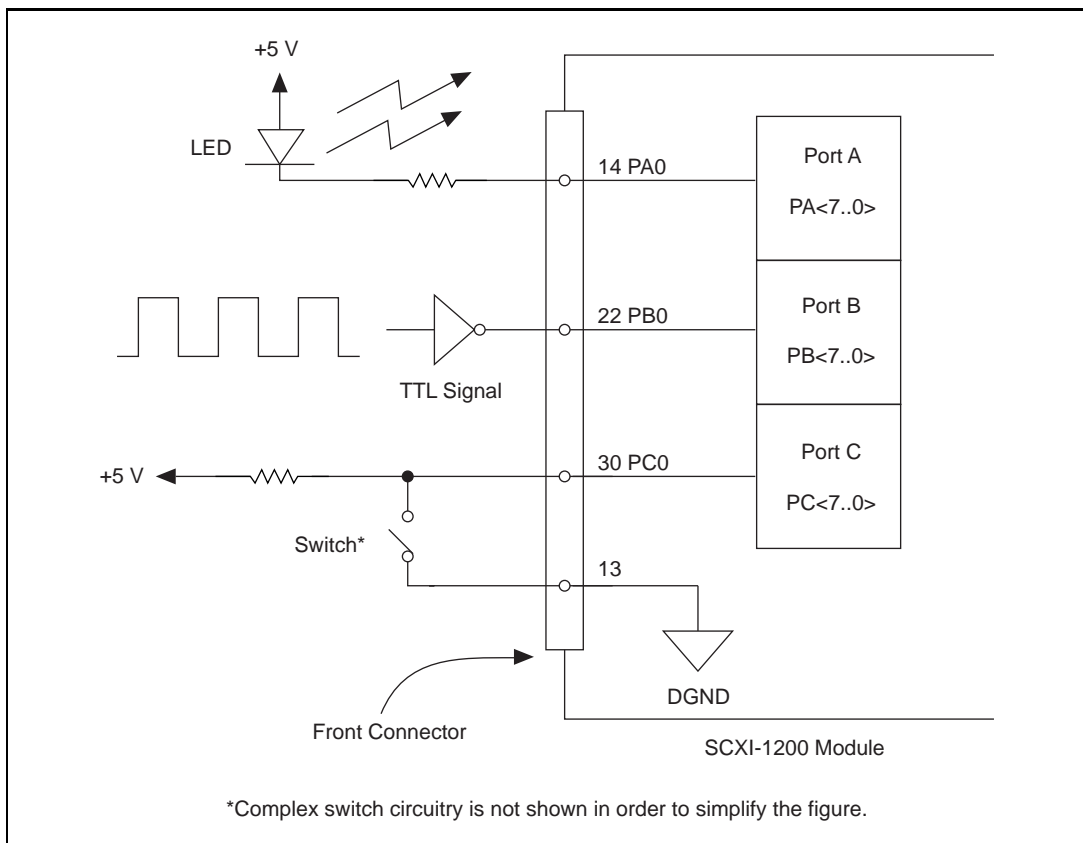 +5 V
LED
14 PA0
Port A
PA<7..0>
22 PB0
Port B
PB<7..0>
TTL Signal
+5 V
30 PC0
Port C
PC<7..0>
Switch*
13
DGND
Front Connector
SCXI-1200 Module
*Complex switch circuitry is not shown in order to simplify the figure.